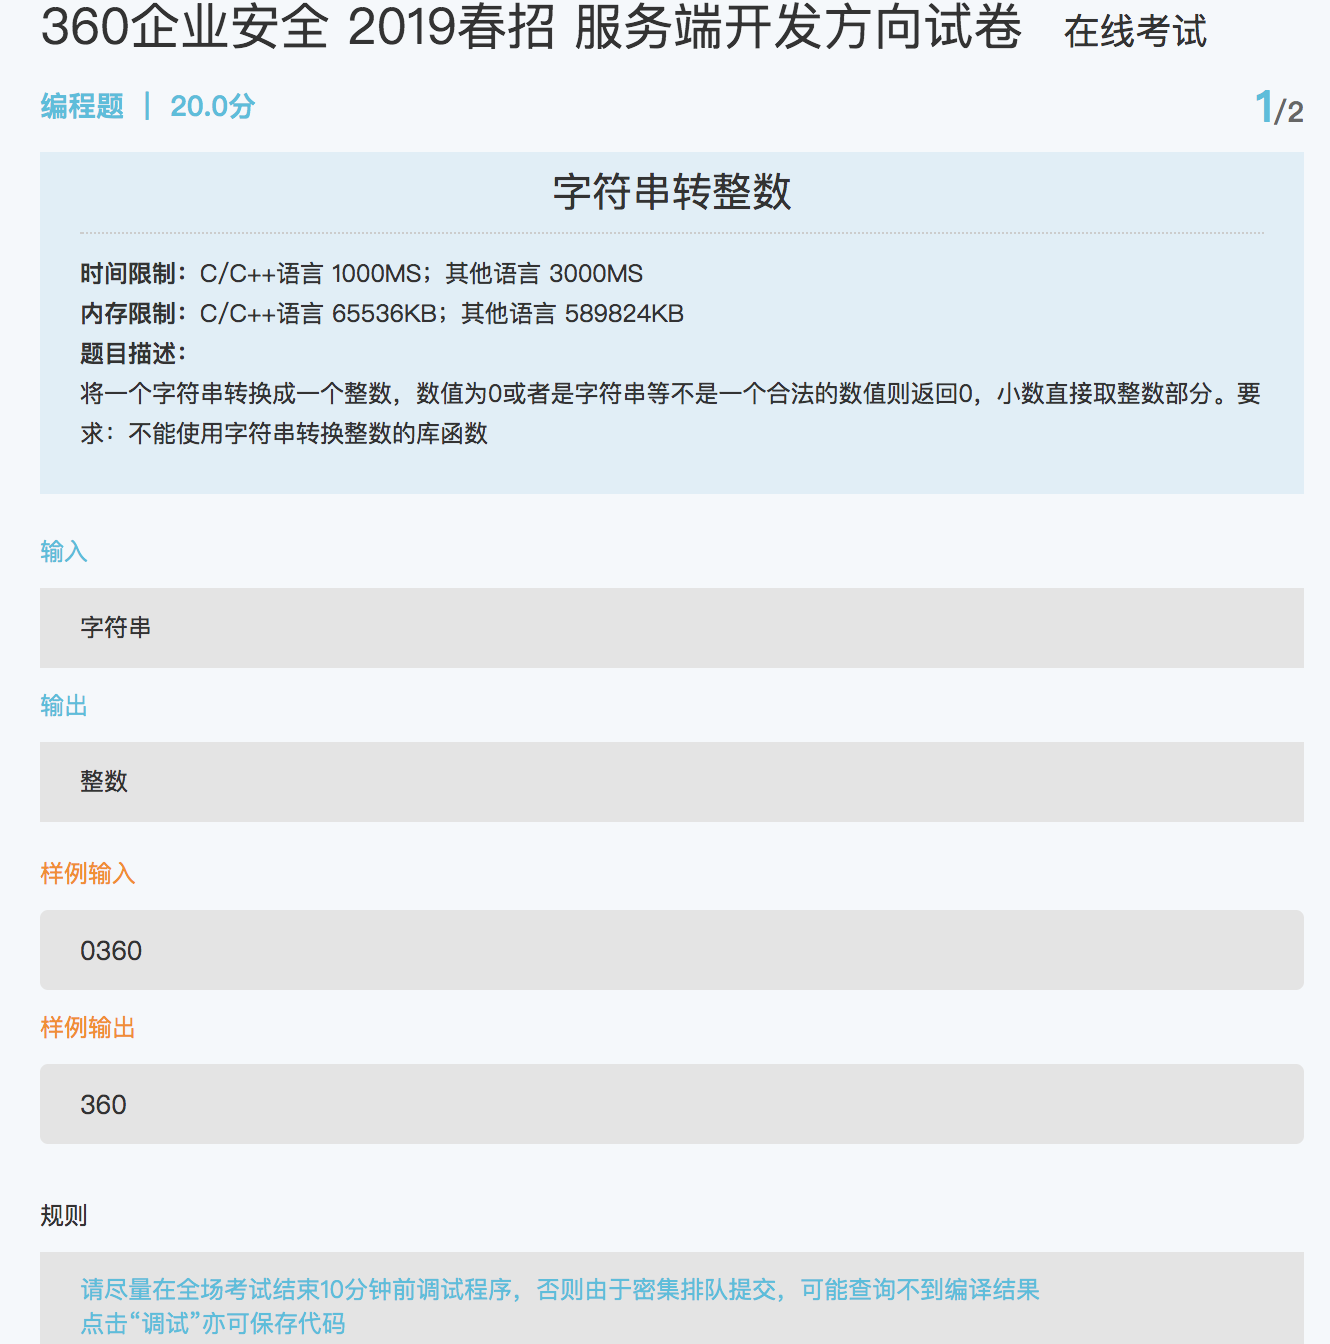 360企业安全 2019春招 服务端开发方向试卷 在线考试
编程题 | 20.0分 1/2
字符串转整数
时间限制：C/C++语言 1000MS；其他语言 3000MS
内存限制：C/C++语言 65536KB；其他语言 589824KB
题目描述：
将一个字符串转换成一个整数，数值为0或者是字符串等不是一个合法的数值则返回0，小数直接取整数部分。要
求：不能使用字符串转换整数的库函数
输入
字符串
输出
整数
样例输入
0360
样例输出
360
规则
请尽量在全场考试结束10分钟前调试程序，否则由于密集排队提交，可能查询不到编译结果
点击“调试”亦可保存代码